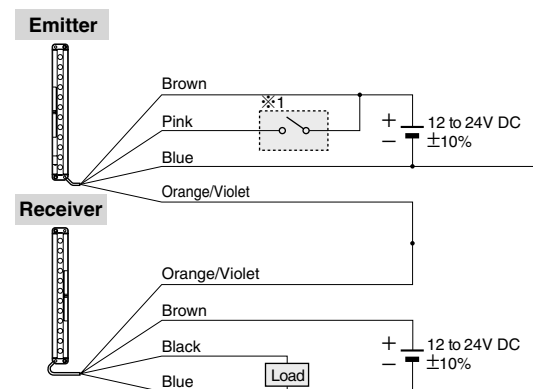 Emitter
Brown
※1
Pink
+
−
12 to 24V DC
±10%
Blue
Orange/Violet
Receiver
Orange/Violet
Brown
Black
+
−
12 to 24V DC
±10%
Load
Blue